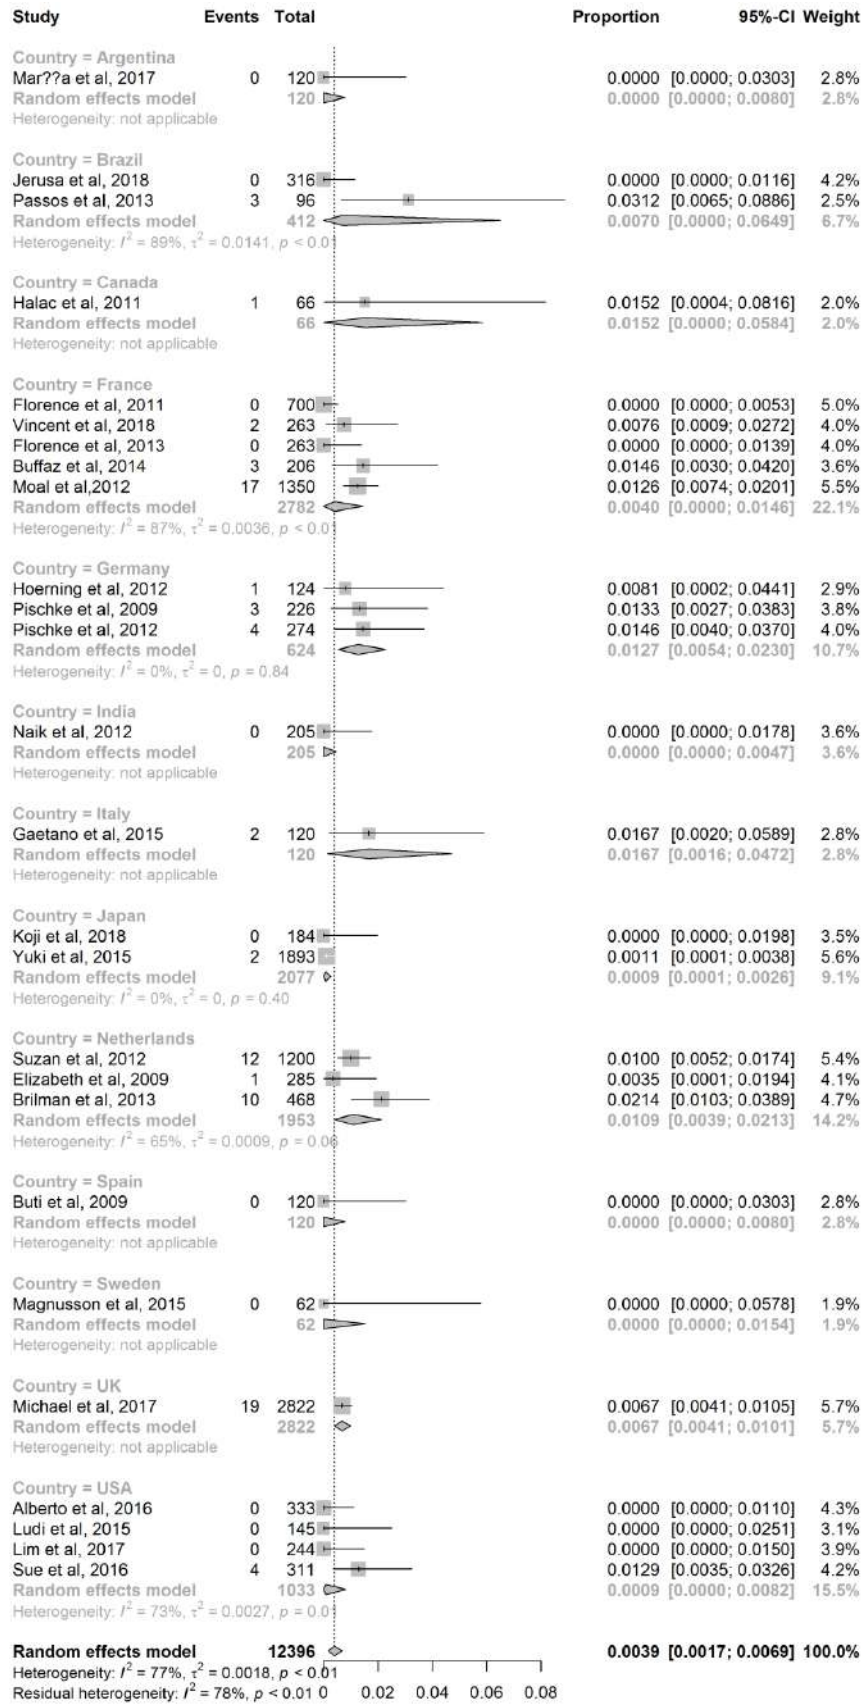 Study Events Total Proportion 95%-CI Weight
Country = Argentina
Mar??a et al, 2017 0 120 0.0000 [0.0000; 0.0303] 2.8%
Random effects model 120 0.0000 [0.0000; 0.0080] 2.8%
Heterogeneity: not applicable
Country = Brazil
Jerusa et al, 2018 0 316 0.0000 [0.0000; 0.0116] 4.2%
Passos et al, 2013 3 96 0.0312 [0.0065; 0.0886] 2.5%
Random effects model 412 0.0070 [0.0000; 0.0649] 6.7%
Heterogeneity: I² = 89%, τ² = 0.0141, p < 0.01
Country = Canada
Halac et al, 2011 1 66 0.0152 [0.0004; 0.0816] 2.0%
Random effects model 66 0.0152 [0.0000; 0.0584] 2.0%
Heterogeneity: not applicable
Country = France
Florence et al, 2011 0 700 0.0000 [0.0000; 0.0053] 5.0%
Vincent et al, 2018 2 263 0.0076 [0.0009; 0.0272] 4.0%
Florence et al, 2013 0 263 0.0000 [0.0000; 0.0139] 4.0%
Buffaz et al, 2014 3 206 0.0146 [0.0030; 0.0420] 3.6%
Moal et al,2012 17 1350 0.0126 [0.0074; 0.0201] 5.5%
Random effects model 2782 0.0040 [0.0000; 0.0146] 22.1%
Heterogeneity: I² = 87%, τ² = 0.0036, p < 0.01
Country = Germany
Hoerning et al, 2012 1 124 0.0081 [0.0002; 0.0441] 2.9%
Pischke et al, 2009 3 226 0.0133 [0.0027; 0.0383] 3.8%
Pischke et al, 2012 4 274 0.0146 [0.0040; 0.0370] 4.0%
Random effects model 624 0.0127 [0.0054; 0.0230] 10.7%
Heterogeneity: I² = 0%, τ² = 0, p = 0.84
Country = India
Naik et al, 2012 0 205 0.0000 [0.0000; 0.0178] 3.6%
Random effects model 205 0.0000 [0.0000; 0.0047] 3.6%
Heterogeneity: not applicable
Country = Italy
Gaetano et al, 2015 2 120 0.0167 [0.0020; 0.0589] 2.8%
Random effects model 120 0.0167 [0.0016; 0.0472] 2.8%
Heterogeneity: not applicable
Country = Japan
Koji et al, 2018 0 184 0.0000 [0.0000; 0.0198] 3.5%
Yuki et al, 2015 2 1893 0.0011 [0.0001; 0.0038] 5.6%
Random effects model 2077 0.0009 [0.0001; 0.0026] 9.1%
Heterogeneity: I² = 0%, τ² = 0, p = 0.40
Country = Netherlands
Suzan et al, 2012 12 1200 0.0100 [0.0052; 0.0174] 5.4%
Elizabeth et al, 2009 1 285 0.0035 [0.0001; 0.0194] 4.1%
Brilman et al, 2013 10 468 0.0214 [0.0103; 0.0389] 4.7%
Random effects model 1953 0.0109 [0.0039; 0.0213] 14.2%
Heterogeneity: I² = 65%, τ² = 0.0009, p = 0.06
Country = Spain
Buti et al, 2009 0 120 0.0000 [0.0000; 0.0303] 2.8%
Random effects model 120 0.0000 [0.0000; 0.0080] 2.8%
Heterogeneity: not applicable
Country = Sweden
Magnusson et al, 2015 0 62 0.0000 [0.0000; 0.0578] 1.9%
Random effects model 62 0.0000 [0.0000; 0.0154] 1.9%
Heterogeneity: not applicable
Country = UK
Michael et al, 2017 19 2822 0.0067 [0.0041; 0.0105] 5.7%
Random effects model 2822 0.0067 [0.0041; 0.0101] 5.7%
Heterogeneity: not applicable
Country = USA
Alberto et al, 2016 0 333 0.0000 [0.0000; 0.0110] 4.3%
Ludi et al, 2015 0 145 0.0000 [0.0000; 0.0251] 3.1%
Lim et al, 2017 0 244 0.0000 [0.0000; 0.0150] 3.9%
Sue et al, 2016 4 311 0.0129 [0.0035; 0.0326] 4.2%
Random effects model 1033 0.0009 [0.0000; 0.0082] 15.5%
Heterogeneity: I² = 73%, τ² = 0.0027, p = 0.01
Random effects model 12396 0.0039 [0.0017; 0.0069] 100.0%
Heterogeneity: I² = 77%, τ² = 0.0018, p < 0.01
Residual heterogeneity: I² = 78%, p < 0.01 0 0.02 0.04 0.06 0.08